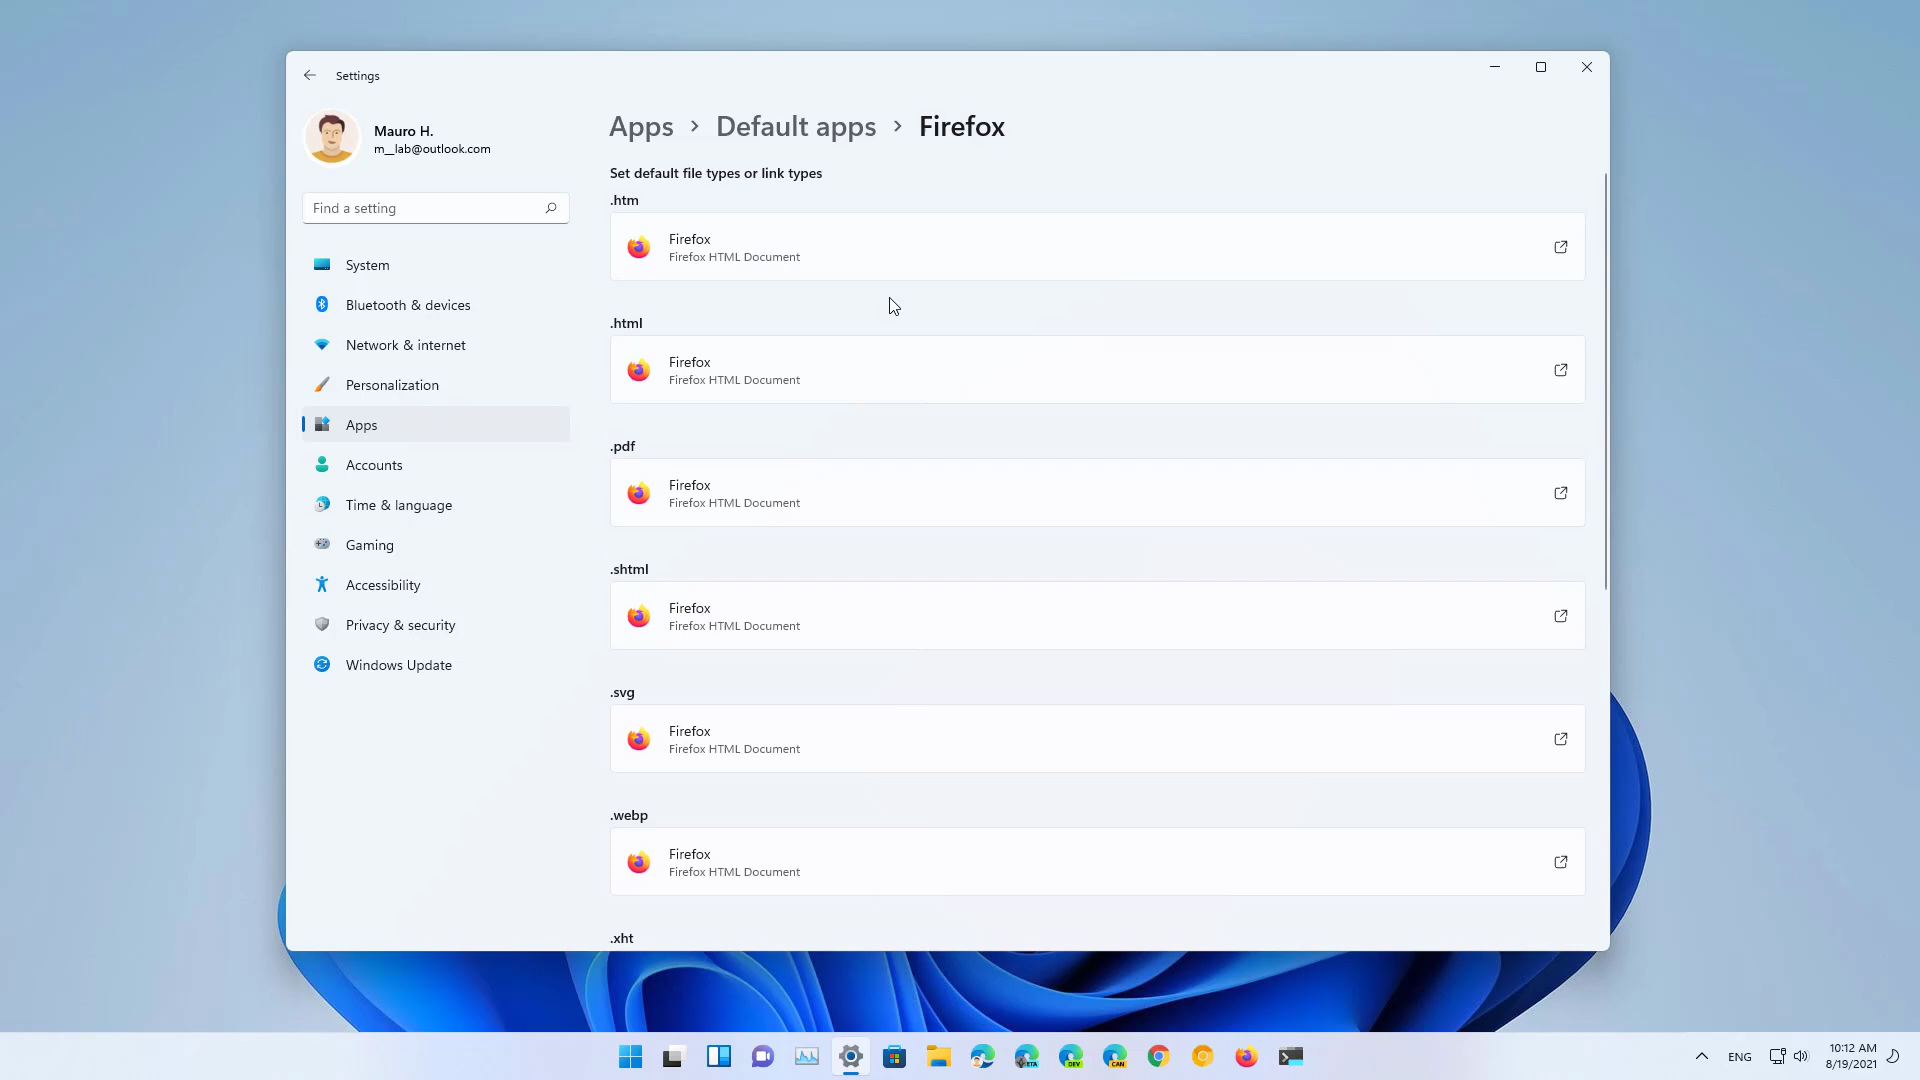 Settings
Mauro H.
m__lab@outlook.com
Find a setting
System
Bluetooth & devices
Network & internet
Personalization
Apps
Accounts
Time & language
Gaming
Accessibility
Privacy & security
Windows Update
Apps > Default apps > Firefox
Set default file types or link types
.htm
Firefox
Firefox HTML Document
.html
Firefox
Firefox HTML Document
.pdf
Firefox
Firefox HTML Document
.shtml
Firefox
Firefox HTML Document
.svg
Firefox
Firefox HTML Document
.webp
Firefox
Firefox HTML Document
.xht
BETA
DEV
CAN
ENG
10:12 AM
8/19/2021